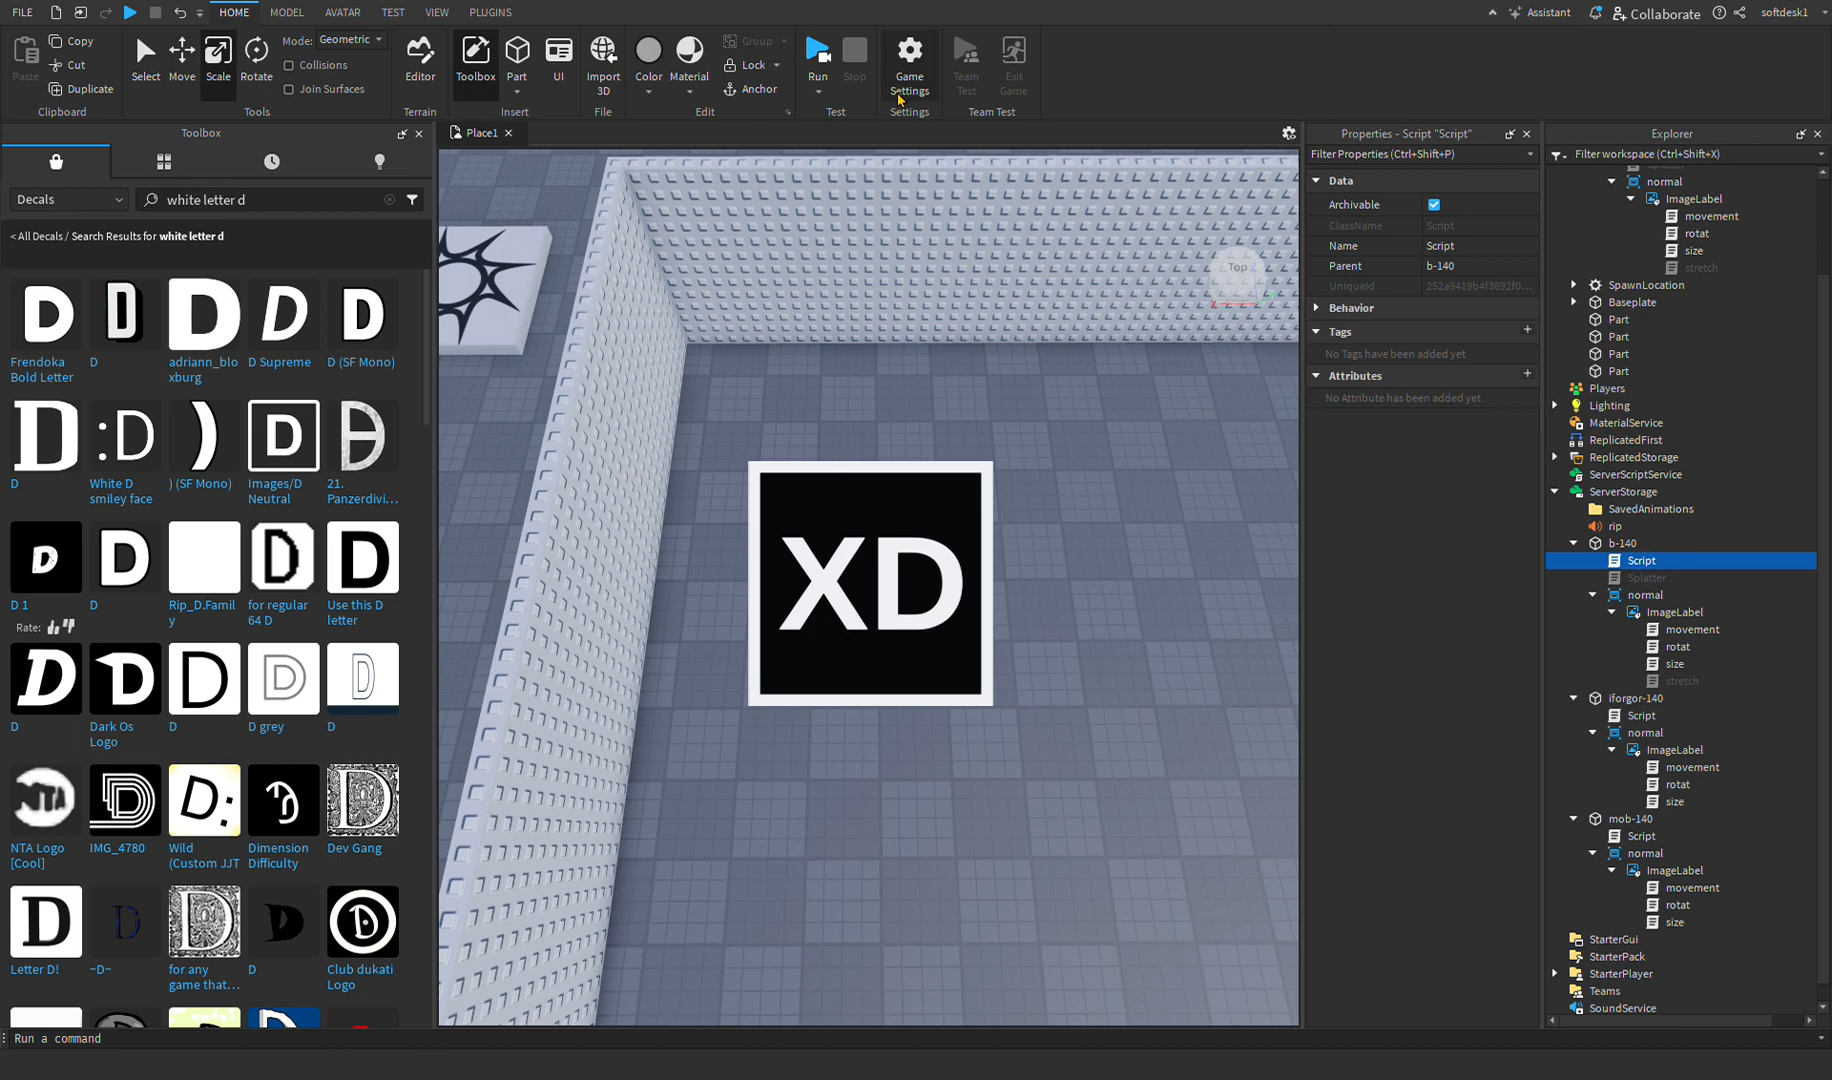 FILE HOME MODEL AVATAR TEST VIEW PLUGINS Assistant Collaborate softdesk1
Paste Copy Cut Duplicate Clipboard
Select Move Scale Rotate Mode: Geometric Collisions Join Surfaces Tools
Editor Terrain
Toolbox Part UI Insert
Import 3D File
Color Material Group Lock Anchor Edit
Run Stop Test
Game Settings Settings
Team Test Exit Game Team Test
Toolbox
Decals white letter d
< All Decals / Search Results for white letter d
Frendoka Bold Letter
D
adriann_bloxburg
D Supreme
D (SF Mono)
D
White D smiley face
) (SF Mono)
Images/D Neutral
21. Panzerdivi...
D 1
Rate:
D
Rip_D.Family
for regular 64 D
Use this D letter
D
Dark Os Logo
D
D grey
D
NTA Logo [Cool]
IMG_4780
Wild (Custom JJT
Dimension Difficulty
Dev Gang
Letter D!
~D~
for any game that...
D
Club dukati Logo
Place1
Top
XD
Properties - Script "Script"
Filter Properties (Ctrl+Shift+P)
Data
Archivable
ClassName Script
Name Script
Parent b-140
UniqueId 252a9419b4f3892f0...
Behavior
Tags
No Tags have been added yet
Attributes
No Attribute has been added yet
Explorer
Filter workspace (Ctrl+Shift+X)
normal
ImageLabel
movement
rotat
size
stretch
SpawnLocation
Baseplate
Part
Part
Part
Part
Players
Lighting
MaterialService
ReplicatedFirst
ReplicatedStorage
ServerScriptService
ServerStorage
SavedAnimations
rip
b-140
Script
Splatter
normal
ImageLabel
movement
rotat
size
stretch
iforgor-140
Script
normal
ImageLabel
movement
rotat
size
mob-140
Script
normal
ImageLabel
movement
rotat
size
StarterGui
StarterPack
StarterPlayer
Teams
SoundService
Run a command